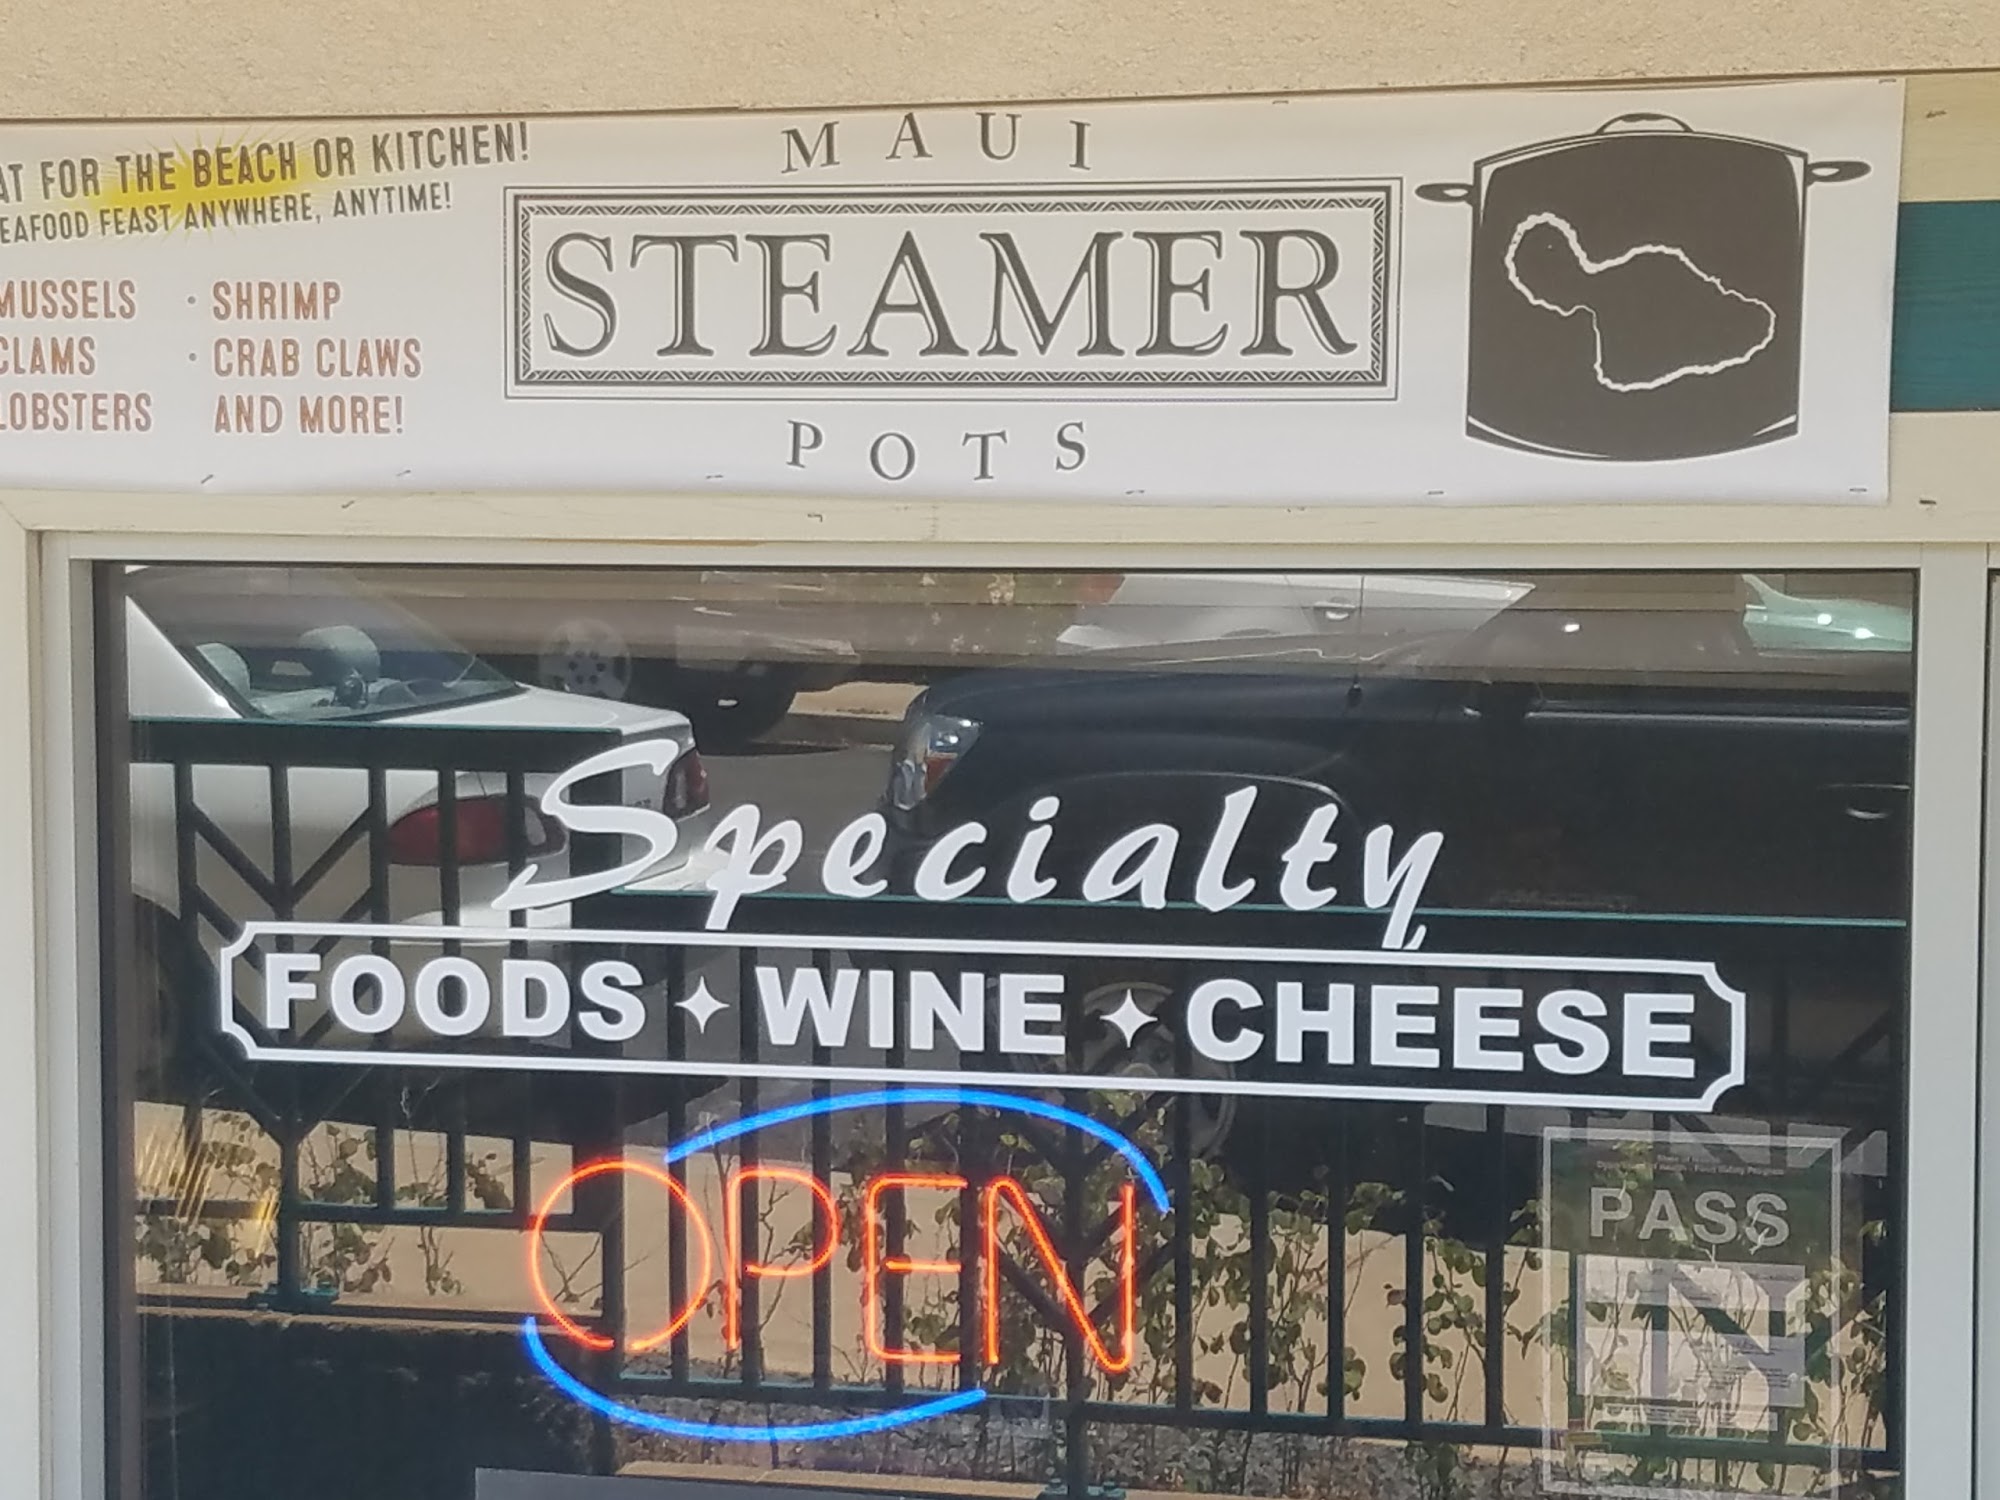 AT FOR THE BEACH OR KITCHEN!
EAFOOD FEAST ANYWHERE, ANYTIME!
MUSSELS · SHRIMP
CLAMS · CRAB CLAWS
LOBSTERS AND MORE!
MAUI
STEAMER
POTS
Specialty
FOODS WINE CHEESE
OPEN
PASS